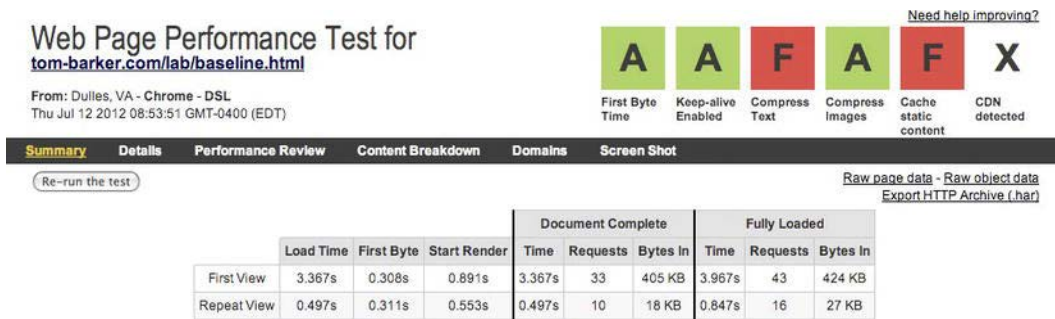 Need help improving?
Web Page Performance Test for
tom-barker.com/lab/baseline.html
From: Dulles, VA - Chrome - DSL
Thu Jul 12 2012 08:53:51 GMT-0400 (EDT)
A A F A F X
First Byte Time
Keep-alive Enabled
Compress Text
Compress Images
Cache static content
CDN detected
Summary Details Performance Review Content Breakdown Domains Screen Shot
Re-run the test
Raw page data - Raw object data
Export HTTP Archive (.har)
Document Complete Fully Loaded
Load Time First Byte Start Render Time Requests Bytes In Time Requests Bytes In
First View 3.367s 0.308s 0.891s 3.367s 33 405 KB 3.967s 43 424 KB
Repeat View 0.497s 0.311s 0.553s 0.497s 10 18 KB 0.847s 16 27 KB